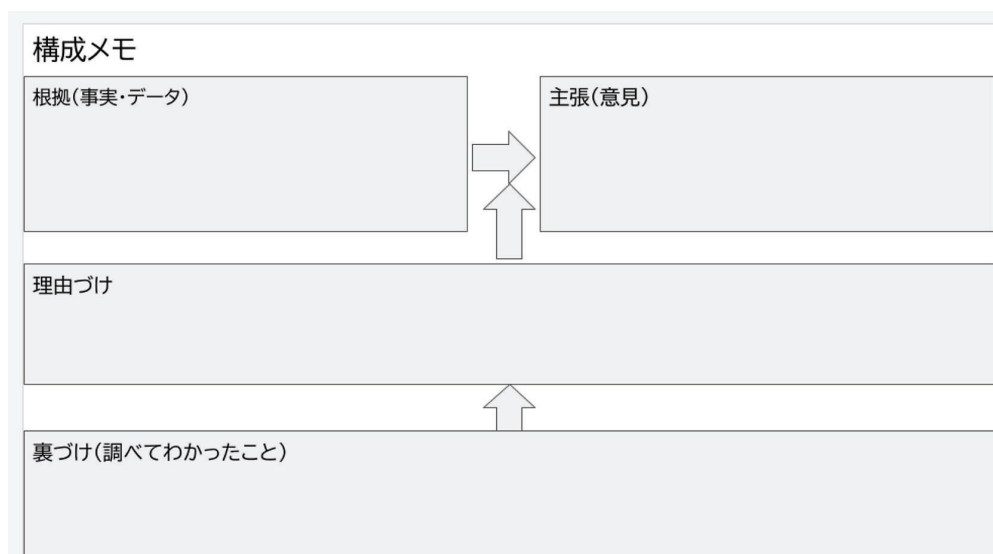 構成メモ
根拠(事実・データ)
主張(意見)
理由づけ
裏づけ(調べてわかったこと)